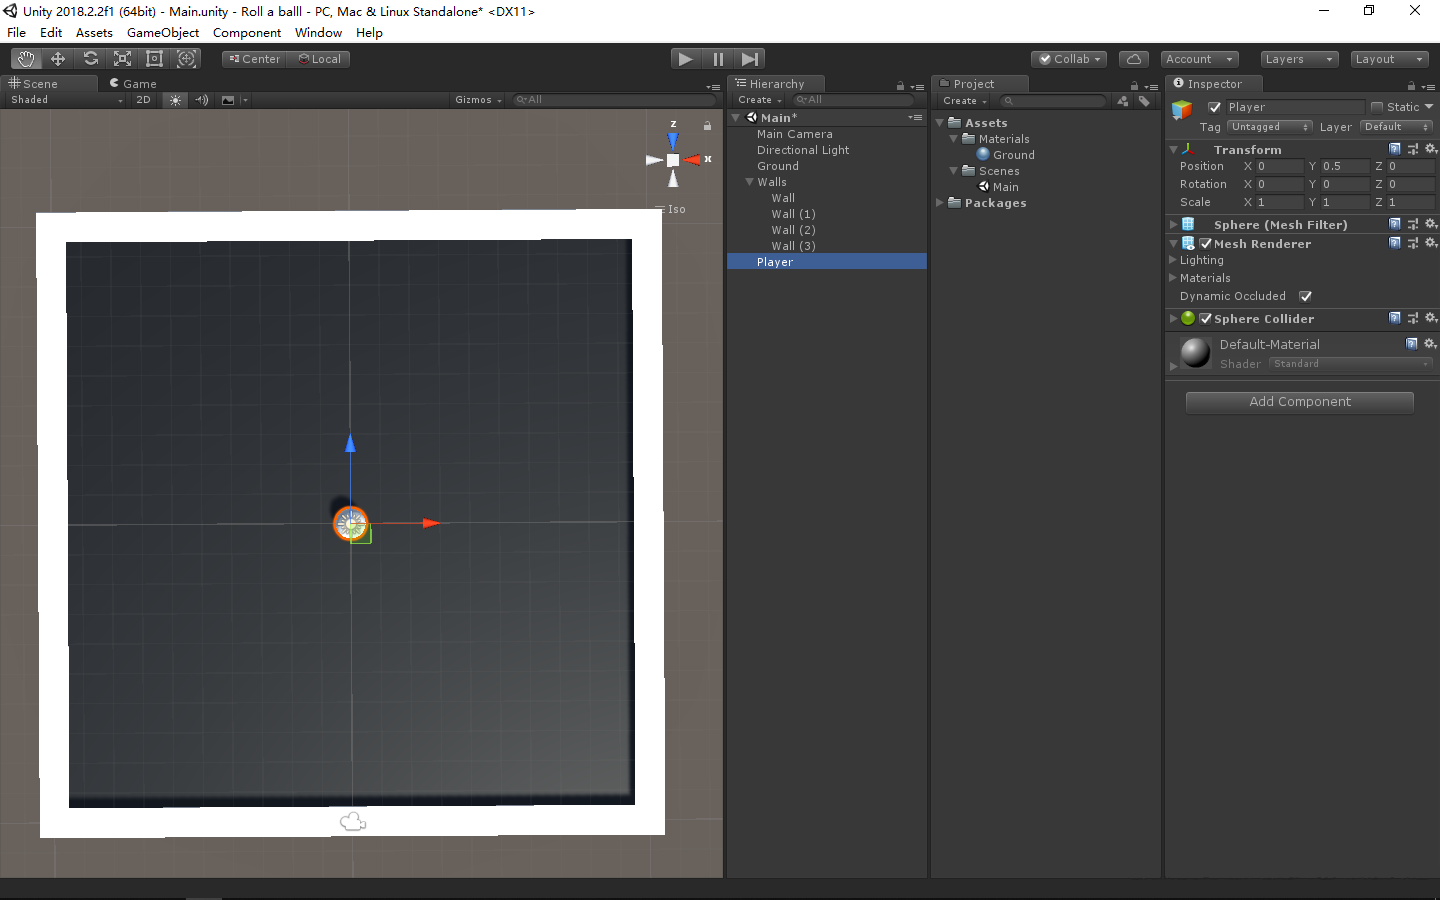 Unity 2018.2.2f1 (64bit) - Main.unity - Roll a balll - PC, Mac & Linux Standalone* <DX11>
File Edit Assets GameObject Component Window Help
Center Local Collab Account Layers Layout
Scene Game
Shaded 2D Gizmos All
z
x
Iso
Hierarchy
Create All
Main*
Main Camera
Directional Light
Ground
Walls
Wall
Wall (1)
Wall (2)
Wall (3)
Player
Project
Create
Assets
Materials
Ground
Scenes
Main
Packages
Inspector
Player Static
Tag Untagged Layer Default
Transform
Position X 0 Y 0.5 Z 0
Rotation X 0 Y 0 Z 0
Scale X 1 Y 1 Z 1
Sphere (Mesh Filter)
Mesh Renderer
Lighting
Materials
Dynamic Occluded
Sphere Collider
Default-Material
Shader Standard
Add Component